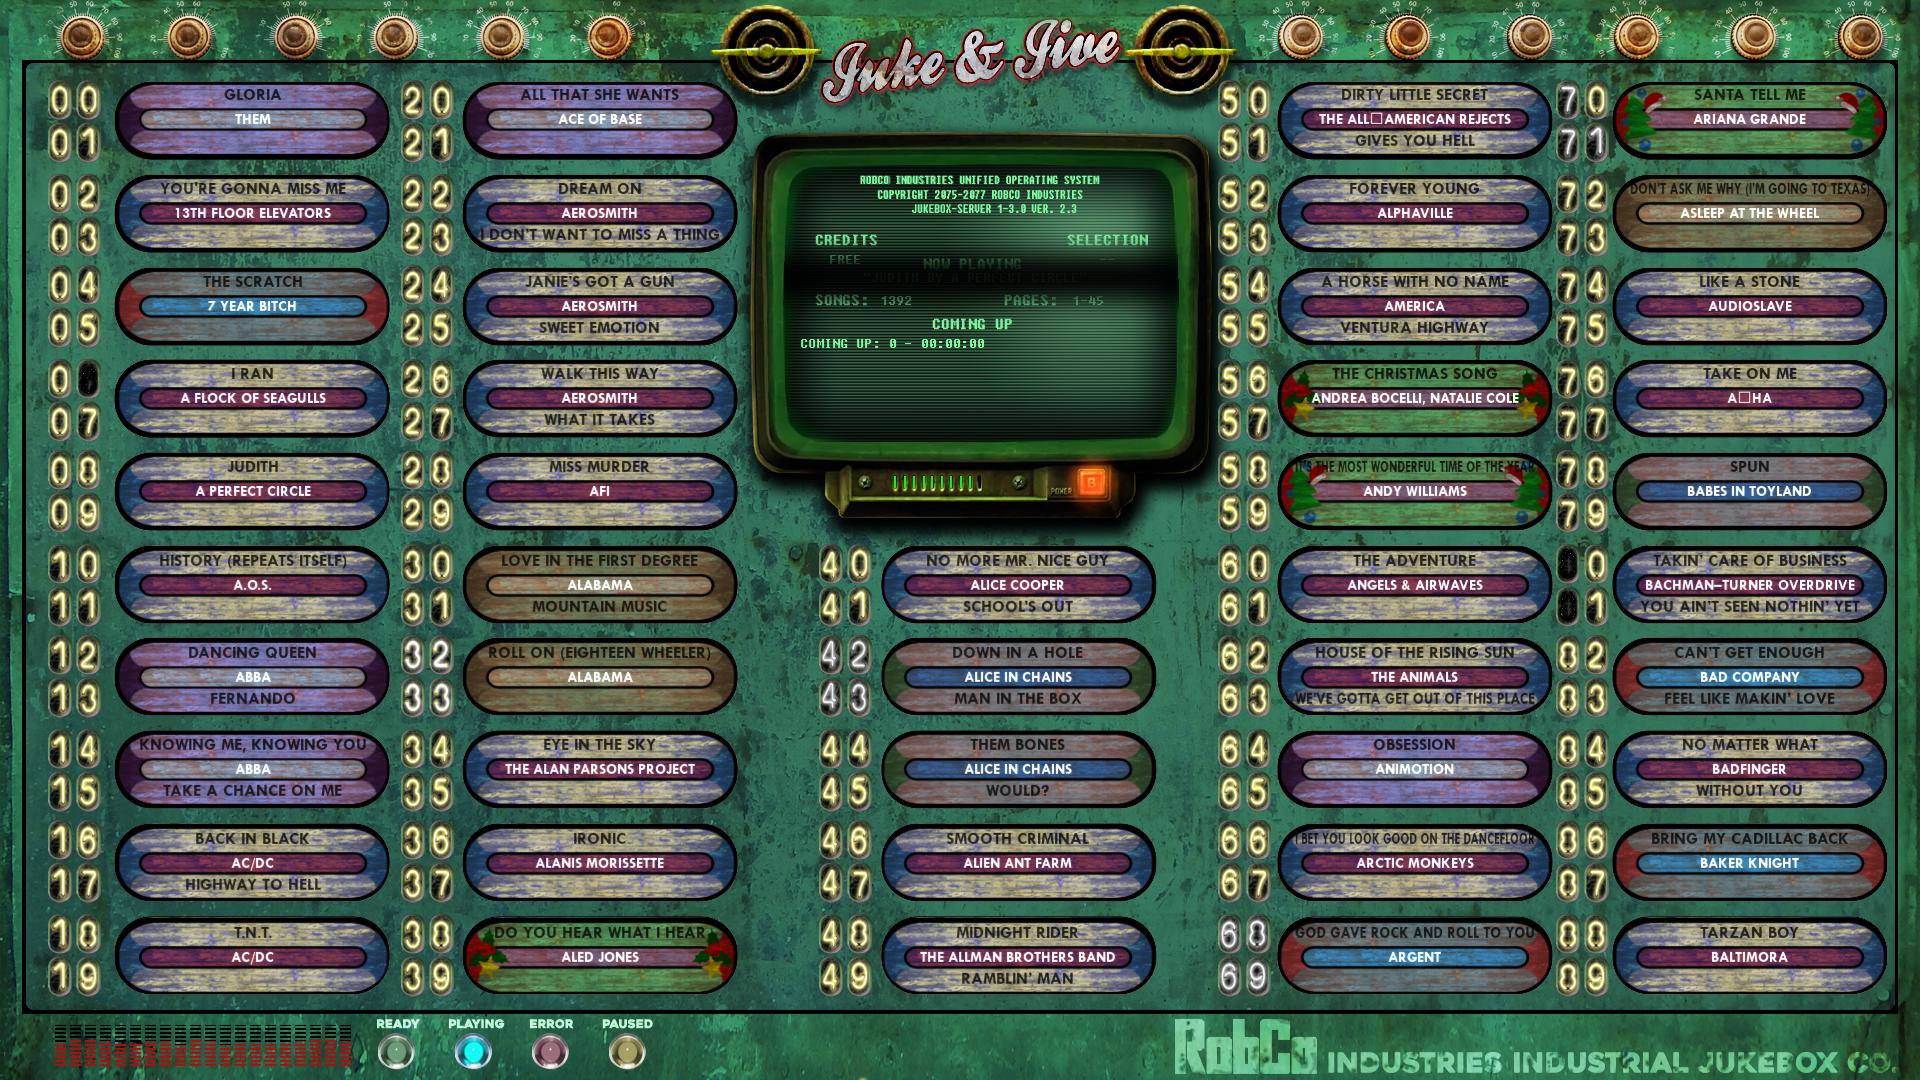 Juke & Jive
00
GLORIA
THEM
01
02
YOU'RE GONNA MISS ME
13TH FLOOR ELEVATORS
03
04
THE SCRATCH
7 YEAR BITCH
05
0
I RAN
A FLOCK OF SEAGULLS
07
08
JUDITH
A PERFECT CIRCLE
09
10
HISTORY (REPEATS ITSELF)
A.O.S.
11
12
DANCING QUEEN
ABBA
FERNANDO
13
14
KNOWING ME, KNOWING YOU
ABBA
TAKE A CHANCE ON ME
15
16
BACK IN BLACK
AC/DC
HIGHWAY TO HELL
17
18
T.N.T.
AC/DC
19
20
ALL THAT SHE WANTS
ACE OF BASE
21
22
DREAM ON
AEROSMITH
I DON'T WANT TO MISS A THING
23
24
JANIE'S GOT A GUN
AEROSMITH
SWEET EMOTION
25
26
WALK THIS WAY
AEROSMITH
WHAT IT TAKES
27
28
MISS MURDER
AFI
29
30
LOVE IN THE FIRST DEGREE
ALABAMA
MOUNTAIN MUSIC
31
32
ROLL ON (EIGHTEEN WHEELER)
ALABAMA
33
34
EYE IN THE SKY
THE ALAN PARSONS PROJECT
35
36
IRONIC
ALANIS MORISSETTE
37
38
DO YOU HEAR WHAT I HEAR
ALED JONES
39
ROBCO INDUSTRIES UNIFIED OPERATING SYSTEM
COPYRIGHT 2075-2077 ROBCO INDUSTRIES
JUKEBOX-SERVER 1-3.0 VER. 2.3
CREDITS SELECTION
FREE --
NOW PLAYING
"JUDITH BY A PERFECT CIRCLE"
SONGS: 1392 PAGES: 1-45
COMING UP
COMING UP: 0 - 00:00:00
POWER
40
NO MORE MR. NICE GUY
ALICE COOPER
SCHOOL'S OUT
41
42
DOWN IN A HOLE
ALICE IN CHAINS
MAN IN THE BOX
43
44
THEM BONES
ALICE IN CHAINS
WOULD?
45
46
SMOOTH CRIMINAL
ALIEN ANT FARM
47
48
MIDNIGHT RIDER
THE ALLMAN BROTHERS BAND
RAMBLIN' MAN
49
50
DIRTY LITTLE SECRET
THE ALL□AMERICAN REJECTS
GIVES YOU HELL
51
52
FOREVER YOUNG
ALPHAVILLE
53
54
A HORSE WITH NO NAME
AMERICA
VENTURA HIGHWAY
55
56
THE CHRISTMAS SONG
ANDREA BOCELLI, NATALIE COLE
57
58
IT'S THE MOST WONDERFUL TIME OF THE YEAR
ANDY WILLIAMS
59
60
THE ADVENTURE
ANGELS & AIRWAVES
61
62
HOUSE OF THE RISING SUN
THE ANIMALS
WE'VE GOTTA GET OUT OF THIS PLACE
63
64
OBSESSION
ANIMOTION
65
66
I BET YOU LOOK GOOD ON THE DANCEFLOOR
ARCTIC MONKEYS
67
68
GOD GAVE ROCK AND ROLL TO YOU
ARGENT
69
70
SANTA TELL ME
ARIANA GRANDE
71
72
DON'T ASK ME WHY (I'M GOING TO TEXAS)
ASLEEP AT THE WHEEL
73
74
LIKE A STONE
AUDIOSLAVE
75
76
TAKE ON ME
A□HA
77
78
SPUN
BABES IN TOYLAND
79
0
TAKIN' CARE OF BUSINESS
BACHMAN–TURNER OVERDRIVE
YOU AIN'T SEEN NOTHIN' YET
1
82
CAN'T GET ENOUGH
BAD COMPANY
FEEL LIKE MAKIN' LOVE
83
84
NO MATTER WHAT
BADFINGER
WITHOUT YOU
85
86
BRING MY CADILLAC BACK
BAKER KNIGHT
87
88
TARZAN BOY
BALTIMORA
89
READY PLAYING ERROR PAUSED
RobCo INDUSTRIES INDUSTRIAL JUKEBOX CO.